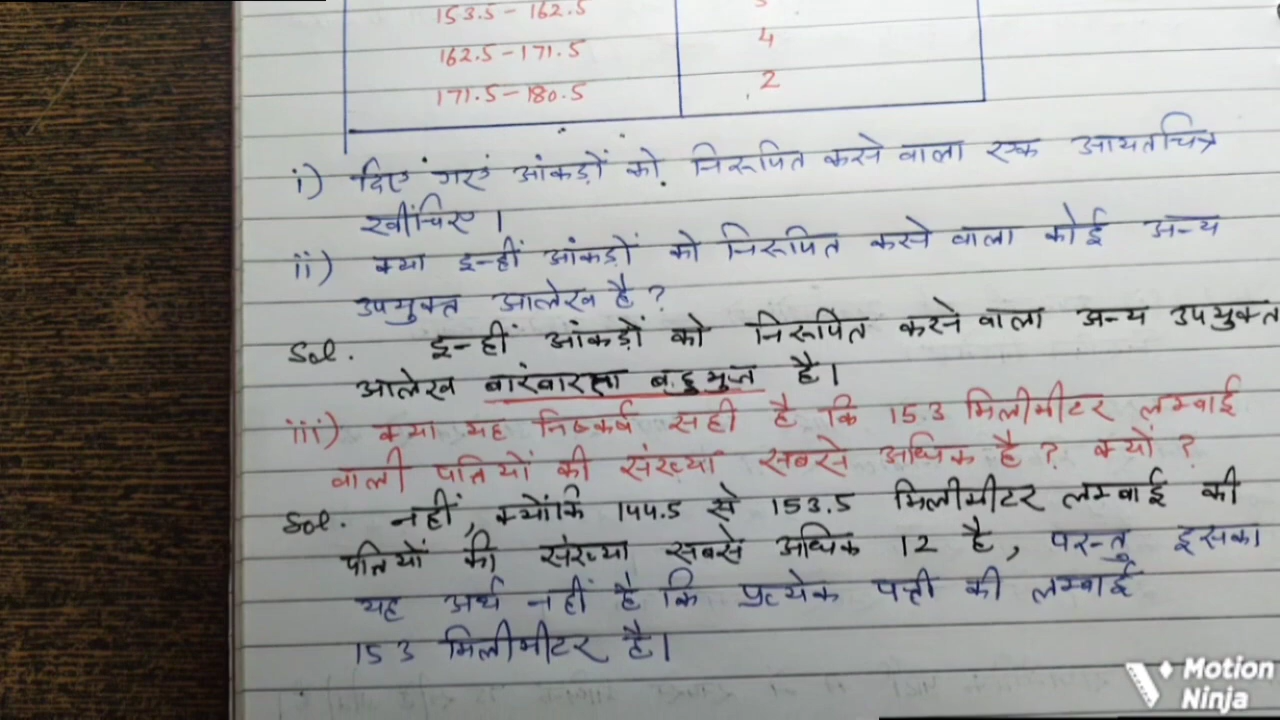 153.5-162.5 5
162.5-171.5 4
171.5-180.5 2
i) दिएं गएं आंकड़ों को निरूपित करने वाला एक आयतचित्र
खींचिए।
ii) क्या इन्हीं आंकड़ों को निरूपित करने वाला कोई अन्य
उपयुक्त आलेख है?
Sol. इन्हीं आंकड़ों को निरूपित करने वाला अन्य उपयुक्त
आलेख बारंबारता बहुभुज है।
iii) क्या यह निष्कर्ष सही है कि 153 मिलीमीटर लम्बाई
वाली पत्तियों की संख्या सबसे अधिक है? क्यों?
Sol. नहीं, क्योंकि 144.5 से 153.5 मिलीमीटर लम्बाई की
पत्तियों की संख्या सबसे अधिक 12 है, परन्तु इसका
यह अर्थ नहीं है कि प्रत्येक पत्ती की लम्बाई
153 मिलीमीटर है।
Motion
Ninja